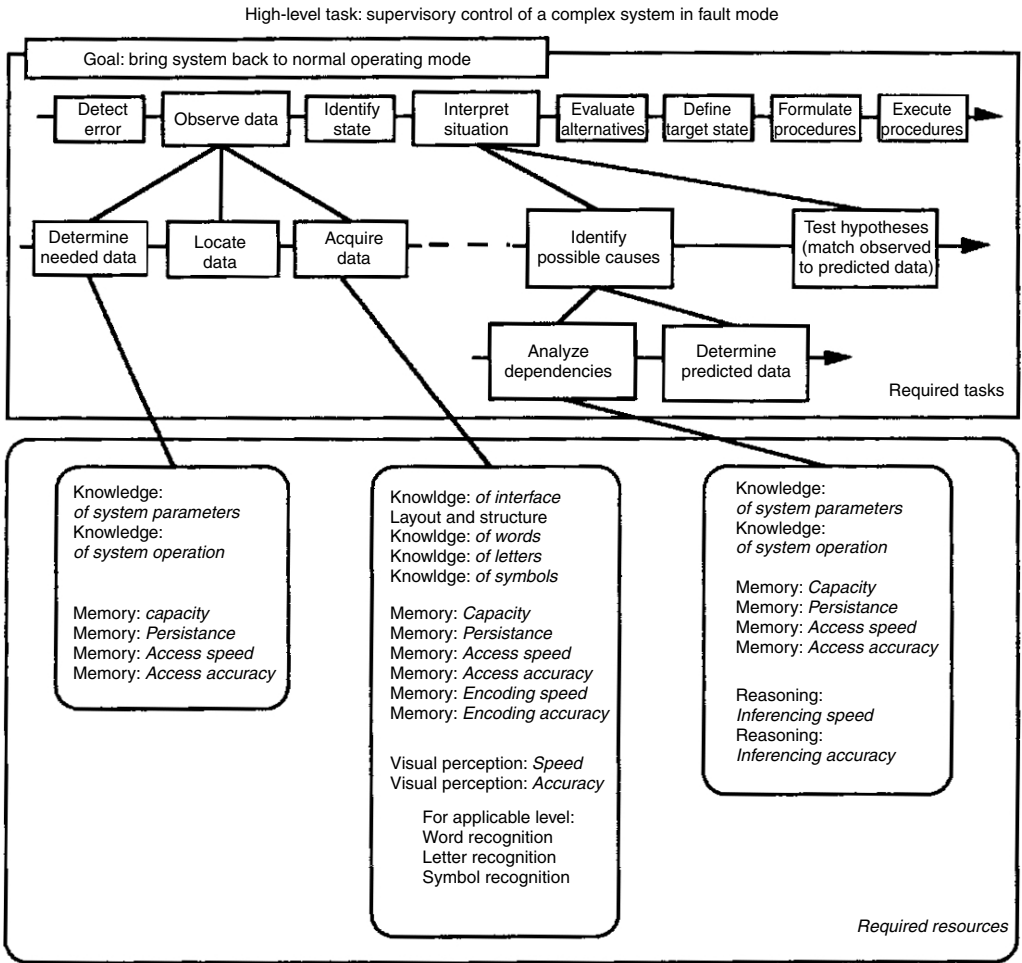 High-level task: supervisory control of a complex system in fault mode
Goal: bring system back to normal operating mode
Detect
error
Observe data
Identify
state
Interpret
situation
Evaluate
alternatives
Define
target state
Formulate
procedures
Execute
procedures
Determine
needed data
Locate
data
Acquire
data
Identify
possible causes
Test hypotheses
(match observed
to predicted data)
Analyze
dependencies
Determine
predicted data
Required tasks
Knowledge:
of system parameters
Knowledge:
of system operation
Memory: capacity
Memory: Persistance
Memory: Access speed
Memory: Access accuracy
Knowldge: of interface
Layout and structure
Knowldge: of words
Knowldge: of letters
Knowldge: of symbols
Memory: Capacity
Memory: Persistance
Memory: Access speed
Memory: Access accuracy
Memory: Encoding speed
Memory: Encoding accuracy
Visual perception: Speed
Visual perception: Accuracy
For applicable level:
Word recognition
Letter recognition
Symbol recognition
Knowledge:
of system parameters
Knowledge:
of system operation
Memory: Capacity
Memory: Persistance
Memory: Access speed
Memory: Access accuracy
Reasoning:
Inferencing speed
Reasoning:
Inferencing accuracy
Required resources